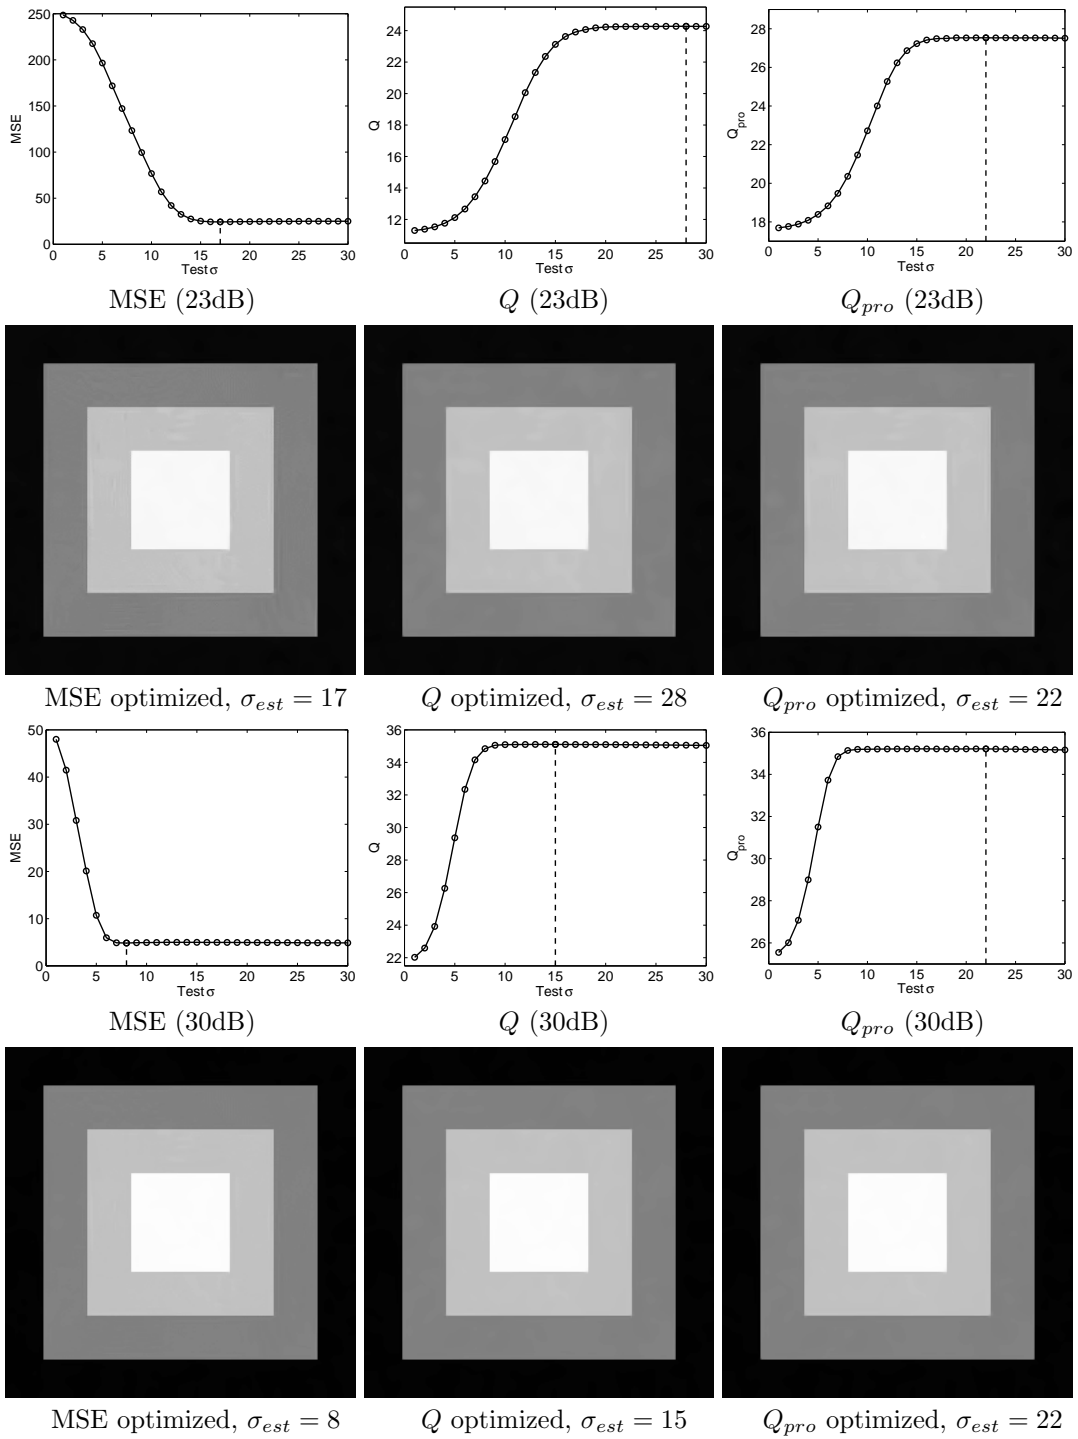 250
200
150
100
50
0
MSE
0 5 10 15 20 25 30
Test σ
MSE (23dB)
24
22
20
18
16
14
12
Q
0 5 10 15 20 25 30
Test σ
Q (23dB)
28
26
24
22
20
18
Q_pro
0 5 10 15 20 25 30
Test σ
Q_pro (23dB)
MSE optimized, σ_est = 17
Q optimized, σ_est = 28
Q_pro optimized, σ_est = 22
50
40
30
20
10
0
MSE
0 5 10 15 20 25 30
Test σ
MSE (30dB)
36
34
32
30
28
26
24
22
Q
0 5 10 15 20 25 30
Test σ
Q (30dB)
36
34
32
30
28
26
Q_pro
0 5 10 15 20 25 30
Test σ
Q_pro (30dB)
MSE optimized, σ_est = 8
Q optimized, σ_est = 15
Q_pro optimized, σ_est = 22